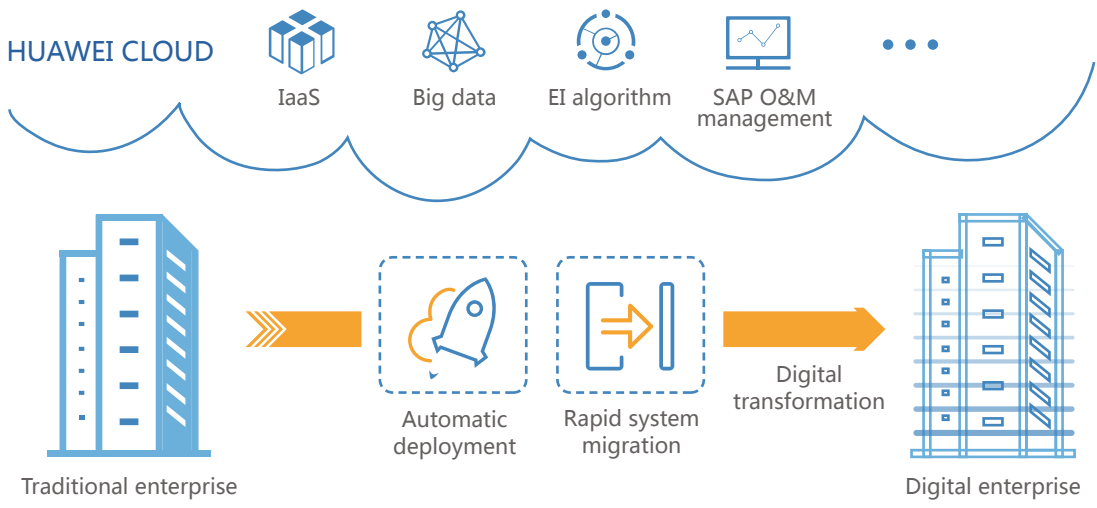 HUAWEI CLOUD
IaaS
Big data
EI algorithm
SAP O&M
management
Automatic
deployment
Rapid system
migration
Digital
transformation
Traditional enterprise
Digital enterprise